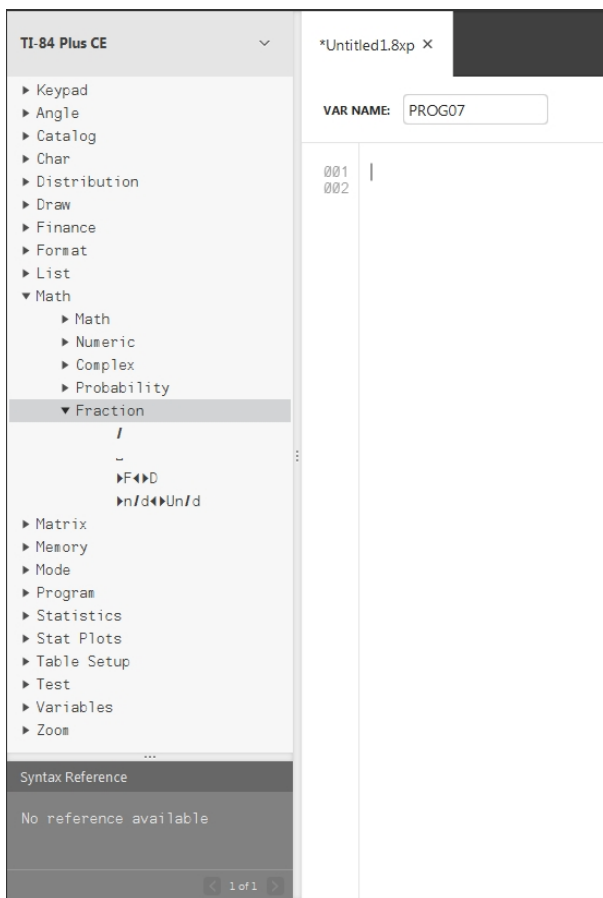 TI-84 Plus CE
*Untitled1.8xp ×
VAR NAME: PROG07
001
002
▶ Keypad
▶ Angle
▶ Catalog
▶ Char
▶ Distribution
▶ Draw
▶ Finance
▶ Format
▶ List
▼ Math
▶ Math
▶ Numeric
▶ Complex
▶ Probability
▼ Fraction
/
⎵
▶F◀▶D
▶n/d◀▶Un/d
▶ Matrix
▶ Memory
▶ Mode
▶ Program
▶ Statistics
▶ Stat Plots
▶ Table Setup
▶ Test
▶ Variables
▶ Zoom
Syntax Reference
No reference available
1 of 1